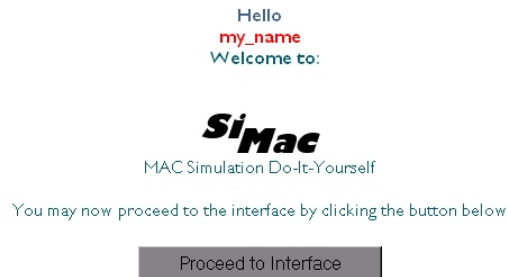 Hello
my_name
Welcome to:
SiMac
MAC Simulation Do-It-Yourself
You may now proceed to the interface by clicking the button below
Proceed to Interface